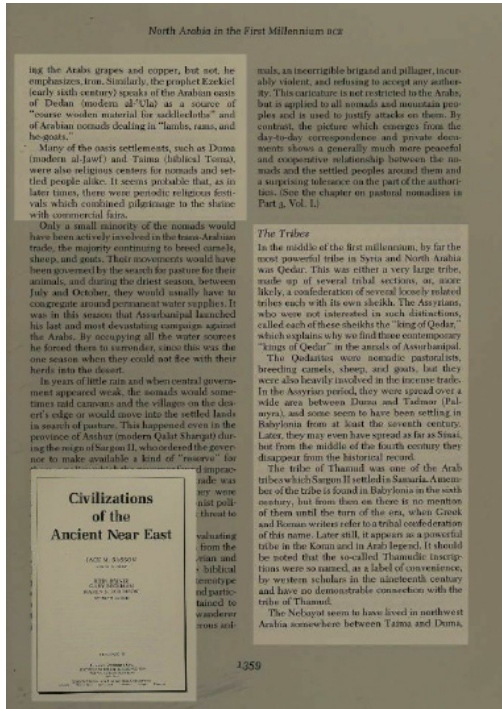 North Arabia in the First Millennium BCE
ing the Arabs grapes and copper, but not, he
emphasizes, iron. Similarly, the prophet Ezekiel
(early sixth century) speaks of the Arabian oasis
of Dedan (modern al-ʿUla) as a source of
"coarse woolen material for saddlecloths" and
of Arabian nomads dealing in "lambs, rams, and
he-goats."
Many of the oasis settlements, such as Duma
(modern al-Jawf) and Taima (biblical Tema),
were also religious centers for nomads and set-
tled people alike. It seems probable that, as in
later times, there were periodic religious festi-
vals which combined pilgrimage to the shrine
with commercial fairs.
Only a small minority of the nomads would
have been actively involved in the trans-Arabian
trade, the majority continuing to breed camels,
sheep, and goats. Their movements would have
been governed by the search for pasture for their
animals, and during the driest season, between
July and October, they would usually have to
congregate around permanent water supplies. It
was in this season that Assurbanipal launched
his last and most devastating campaign against
the Arabs. By occupying all the water sources
he forced them to surrender, since this was the
one season when they could not flee with their
herds into the desert.
In years of little rain and when central govern-
ment appeared weak, the nomads would some-
times raid caravans and the villages on the des-
ert's edge or would move into the settled lands
in search of pasture. This happened even in the
province of Asshur (modern Qalat Sharqat) dur-
ing the reign of Sargon II, who ordered the gover-
nor to make available a kind of "reserve" for
imprac-
rade was
ey were
nist poli-
threat to
valuating
from the
rian and
biblical
stereotype
nd partic-
tained to
wanderer
rous ani-
Civilizations
of the
Ancient Near East
JACK M. SASSON
mals, an incorrigible brigand and pillager, incur-
ably violent, and refusing to accept any author-
ity. This caricature is not restricted to the Arabs,
but is applied to all nomads and mountain peo-
ples and is used to justify attacks on them. By
contrast, the picture which emerges from the
day-to-day correspondence and private docu-
ments shows a generally much more peaceful
and cooperative relationship between the no-
mads and the settled peoples around them and
a surprising tolerance on the part of the authori-
ties. (See the chapter on pastoral nomadism in
Part 3, Vol. I.)
The Tribes
In the middle of the first millennium, by far the
most powerful tribe in Syria and North Arabia
was Qedar. This was either a very large tribe,
made up of several tribal sections, or, more
likely, a confederation of several loosely related
tribes each with its own sheikh. The Assyrians,
who were not interested in such distinctions,
called each of these sheikhs the "king of Qedar,"
which explains why we find three contemporary
"kings of Qedar" in the annals of Assurbanipal.
The Qedarites were nomadic pastoralists,
breeding camels, sheep, and goats, but they
were also heavily involved in the incense trade.
In the Assyrian period, they were spread over a
wide area between Duma and Tadmor (Pal-
myra), and some seem to have been settling in
Babylonia from at least the seventh century.
Later, they may even have spread as far as Sinai,
but from the middle of the fourth century they
disappear from the historical record.
The tribe of Thamud was one of the Arab
tribes which Sargon II settled in Samaria. A mem-
ber of the tribe is found in Babylonia in the sixth
century, but from then on there is no mention
of them until the turn of the era, when Greek
and Roman writers refer to a tribal confederation
of this name. Later still, it appears as a powerful
tribe in the Koran and in Arab legend. It should
be noted that the so-called Thamudic inscrip-
tions were so named, as a label of convenience,
by western scholars in the nineteenth century
and have no demonstrable connection with the
tribe of Thamud.
The Nebayot seem to have lived in northwest
Arabia somewhere between Taima and Duma,
1359